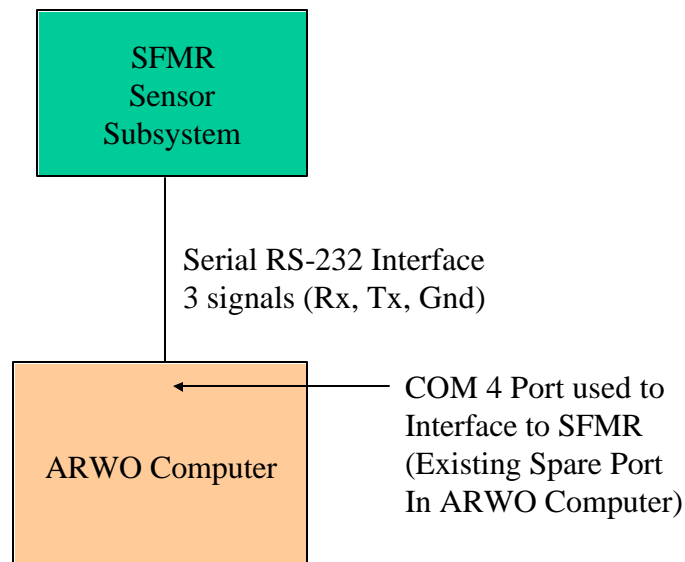 SFMR
Sensor
Subsystem
Serial RS-232 Interface
3 signals (Rx, Tx, Gnd)
COM 4 Port used to
Interface to SFMR
(Existing Spare Port
In ARWO Computer)
ARWO Computer